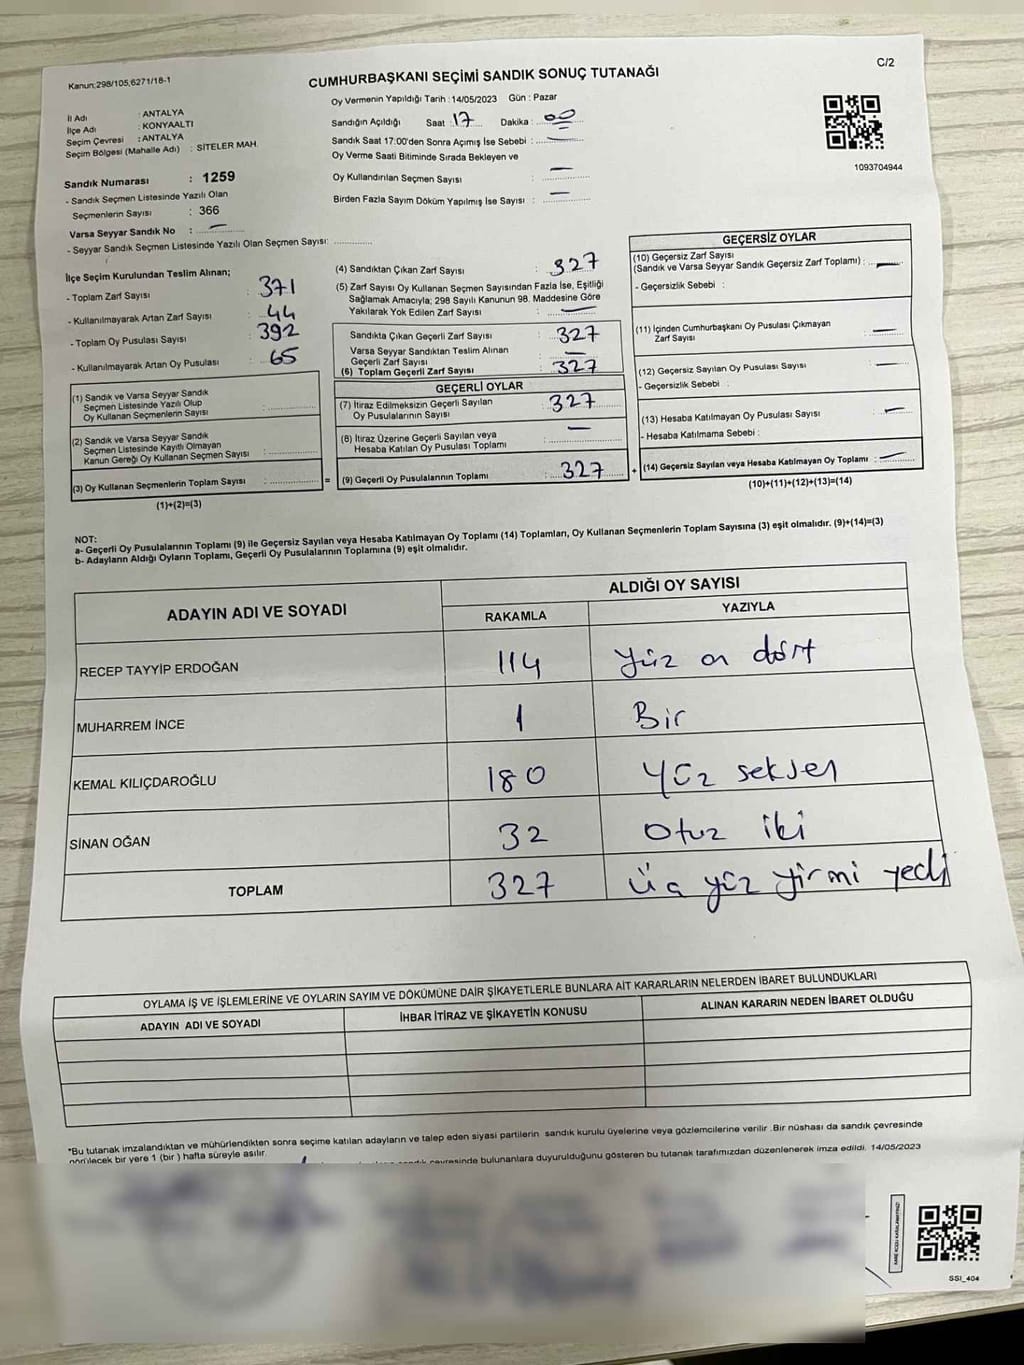 Kanun:298/105,6271/18-1
C/2
CUMHURBAŞKANI SEÇİMİ SANDIK SONUÇ TUTANAĞI
Oy Vermenin Yapıldığı Tarih : 14/05/2023 Gün : Pazar
İl Adı : ANTALYA
İlçe Adı : KONYAALTI
Seçim Çevresi : ANTALYA
Seçim Bölgesi (Mahalle Adı) : SİTELER MAH.
Sandığın Açıldığı Saat : 17 Dakika : 00
Sandık Saat 17:00'den Sonra Açımış İse Sebebi : —
Oy Verme Saati Bitiminde Sırada Bekleyen ve
Oy Kullandırılan Seçmen Sayısı : —
Birden Fazla Sayım Döküm Yapılmış İse Sayısı : —
1093704944
Sandık Numarası : 1259
- Sandık Seçmen Listesinde Yazılı Olan
Seçmenlerin Sayısı : 366
Varsa Seyyar Sandık No : —
- Seyyar Sandık Seçmen Listesinde Yazılı Olan Seçmen Sayısı: ............
İlçe Seçim Kurulundan Teslim Alınan;
- Toplam Zarf Sayısı : 371
- Kullanılmayarak Artan Zarf Sayısı : 44
- Toplam Oy Pusulası Sayısı : 392
- Kullanılmayarak Artan Oy Pusulası : 65
(1) Sandık ve Varsa Seyyar Sandık
Seçmen Listesinde Yazılı Olup
Oy Kullanan Seçmenlerin Sayısı : ............
(2) Sandık ve Varsa Seyyar Sandık
Seçmen Listesinde Kayıtlı Olmayan
Kanun Gereği Oy Kullanan Seçmen Sayısı : ............
(3) Oy Kullanan Seçmenlerin Toplam Sayısı : ............ =
(1)+(2)=(3)
(4) Sandıktan Çıkan Zarf Sayısı : 327
(5) Zarf Sayısı Oy Kullanan Seçmen Sayısından Fazla İse, Eşitliği
Sağlamak Amacıyla; 298 Sayılı Kanunun 98. Maddesine Göre
Yakılarak Yok Edilen Zarf Sayısı : —
Sandıkta Çıkan Geçerli Zarf Sayısı : 327
Varsa Seyyar Sandıktan Teslim Alınan
Geçerli Zarf Sayısı : —
(6) Toplam Geçerli Zarf Sayısı : 327
GEÇERLİ OYLAR
(7) İtiraz Edilmeksizin Geçerli Sayılan
Oy Pusulalarının Sayısı : 327
(8) İtiraz Üzerine Geçerli Sayılan veya
Hesaba Katılan Oy Pusulası Toplamı : —
(9) Geçerli Oy Pusulalarının Toplamı : 327 +
GEÇERSİZ OYLAR
(10) Geçersiz Zarf Sayısı
(Sandık ve Varsa Seyyar Sandık Geçersiz Zarf Toplamı) : —
- Geçersizlik Sebebi :
(11) İçinden Cumhurbaşkanı Oy Pusulası Çıkmayan
Zarf Sayısı : —
(12) Geçersiz Sayılan Oy Pusulası Sayısı : —
- Geçersizlik Sebebi :
(13) Hesaba Katılmayan Oy Pusulası Sayısı : —
- Hesaba Katılmama Sebebi :
(14) Geçersiz Sayılan veya Hesaba Katılmayan Oy Toplamı : —
(10)+(11)+(12)+(13)=(14)
NOT:
a- Geçerli Oy Pusulalarının Toplamı (9) ile Geçersiz Sayılan veya Hesaba Katılmayan Oy Toplamı (14) Toplamları, Oy Kullanan Seçmenlerin Toplam Sayısına (3) eşit olmalıdır. (9)+(14)=(3)
b- Adayların Aldığı Oyların Toplamı, Geçerli Oy Pusulalarının Toplamına (9) eşit olmalıdır.
ADAYIN ADI VE SOYADI
ALDIĞI OY SAYISI
RAKAMLA YAZIYLA
RECEP TAYYİP ERDOĞAN 114 Yüz on dört
MUHARREM İNCE 1 Bir
KEMAL KILIÇDAROĞLU 180 Yüz seksen
SİNAN OĞAN 32 Otuz iki
TOPLAM 327 Üç yüz yirmi yedi
OYLAMA İŞ VE İŞLEMLERİNE VE OYLARIN SAYIM VE DÖKÜMÜNE DAİR ŞİKAYETLERLE BUNLARA AİT KARARLARIN NELERDEN İBARET BULUNDUKLARI
ADAYIN ADI VE SOYADI İHBAR İTİRAZ VE ŞİKAYETİN KONUSU ALINAN KARARIN NEDEN İBARET OLDUĞU
*Bu tutanak imzalandıktan ve mühürlendikten sonra seçime katılan adayların ve talep eden siyasi partilerin sandık kurulu üyelerine veya gözlemcilerine verilir .Bir nüshası da sandık çevresinde
görülecek bir yere 1 (bir ) hafta süreyle asılır.
sandık çevresinde bulunanlara duyurulduğunu gösteren bu tutanak tarafımızdan düzenlenerek imza edildi. 14/05/2023
SSI_404